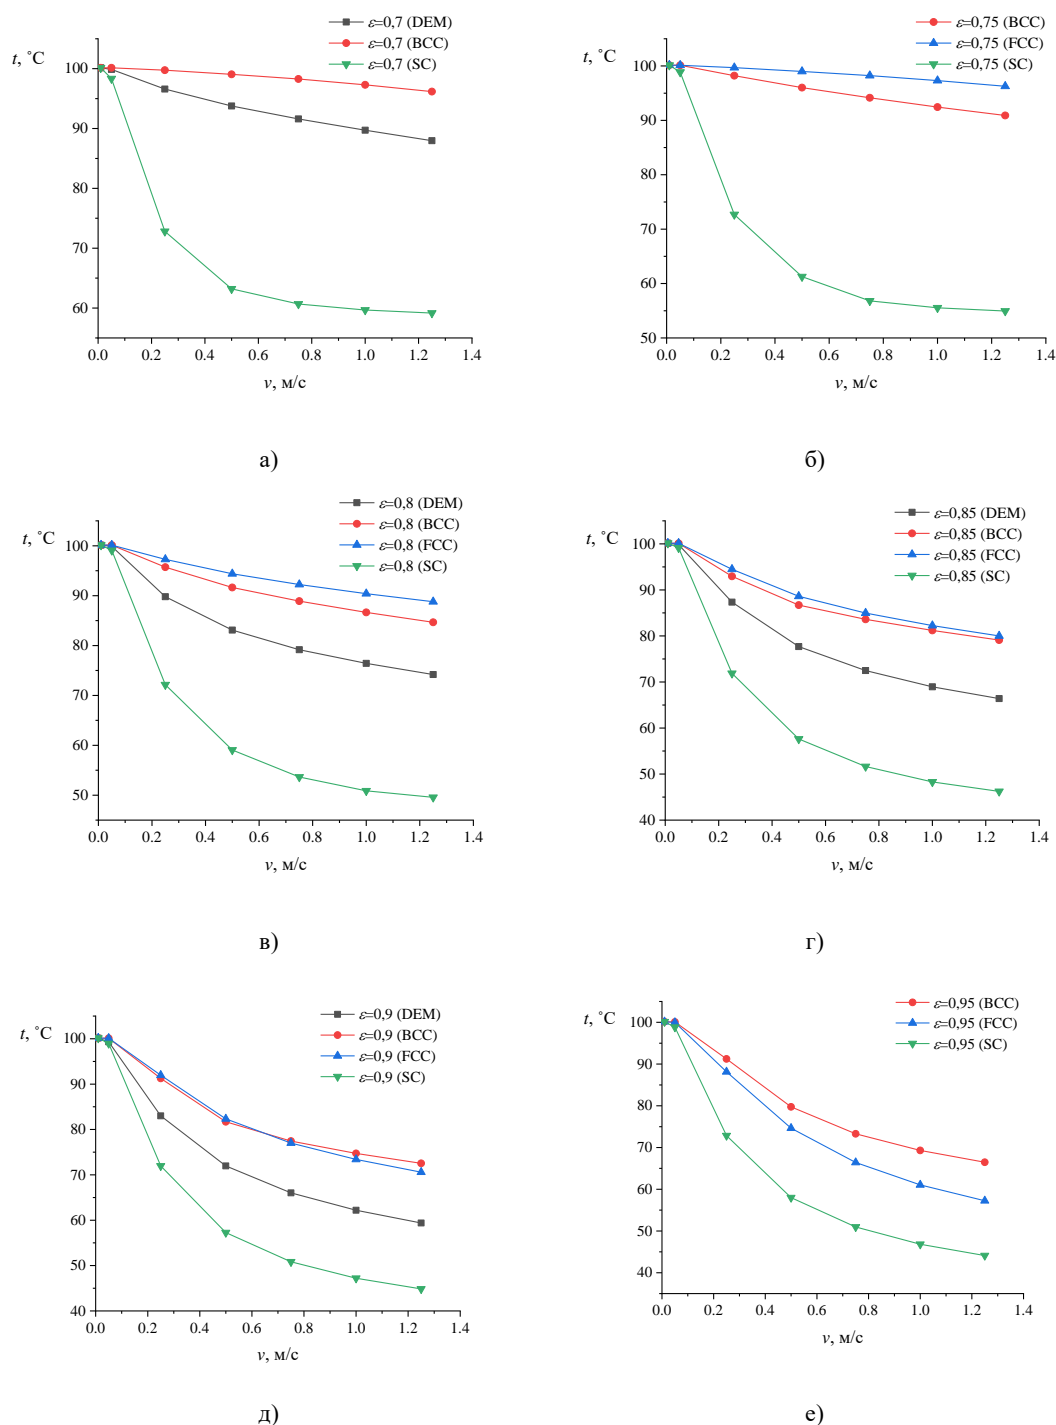 ε=0,7 (DEM)
ε=0,7 (BCC)
ε=0,7 (SC)
t, ˚C
100
90
80
70
60
0.0 0.2 0.4 0.6 0.8 1.0 1.2 1.4
v, м/с
а)
ε=0,75 (BCC)
ε=0,75 (FCC)
ε=0,75 (SC)
t, ˚C
100
90
80
70
60
50
0.0 0.2 0.4 0.6 0.8 1.0 1.2 1.4
v, м/с
б)
ε=0,8 (DEM)
ε=0,8 (BCC)
ε=0,8 (FCC)
ε=0,8 (SC)
t, ˚C
100
90
80
70
60
50
0.0 0.2 0.4 0.6 0.8 1.0 1.2 1.4
v, м/с
в)
ε=0,85 (DEM)
ε=0,85 (BCC)
ε=0,85 (FCC)
ε=0,85 (SC)
t, ˚C
100
90
80
70
60
50
40
0.0 0.2 0.4 0.6 0.8 1.0 1.2 1.4
v, м/с
г)
ε=0,9 (DEM)
ε=0,9 (BCC)
ε=0,9 (FCC)
ε=0,9 (SC)
t, ˚C
100
90
80
70
60
50
40
0.0 0.2 0.4 0.6 0.8 1.0 1.2 1.4
v, м/с
д)
ε=0,95 (BCC)
ε=0,95 (FCC)
ε=0,95 (SC)
t, ˚C
100
90
80
70
60
50
40
0.0 0.2 0.4 0.6 0.8 1.0 1.2 1.4
v, м/с
е)